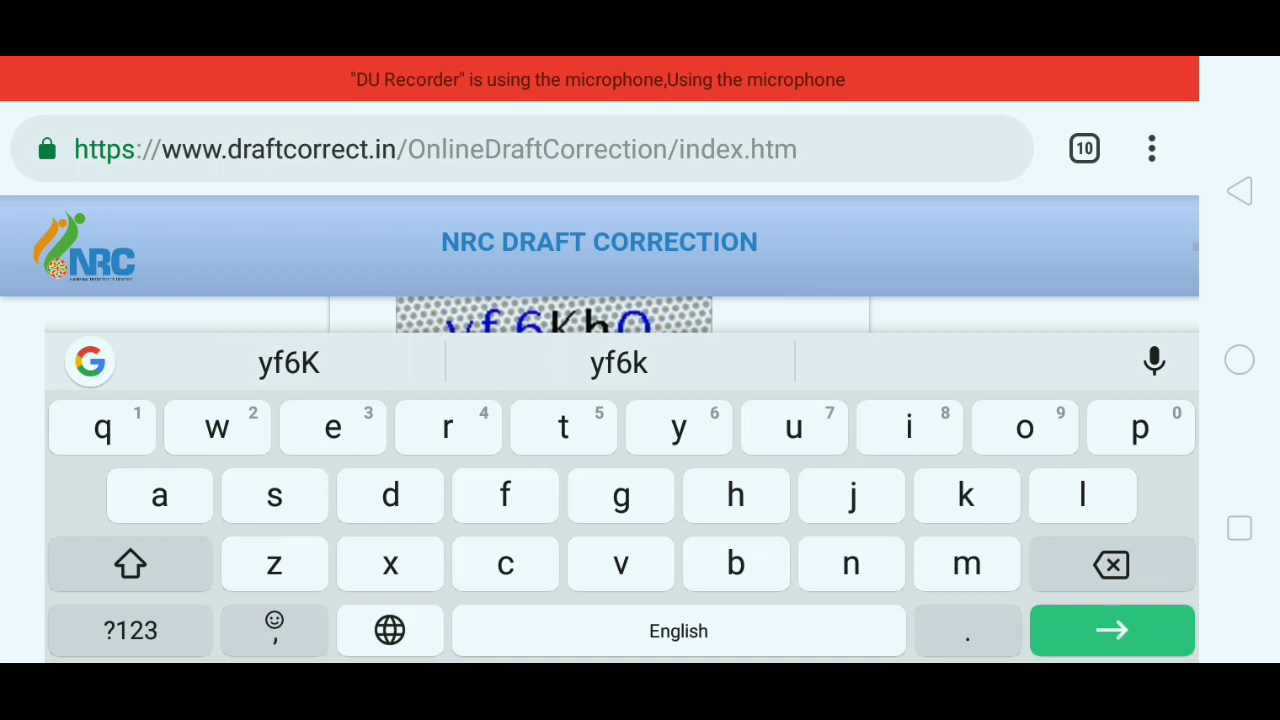 "DU Recorder" is using the microphone,Using the microphone
https://www.draftcorrect.in/OnlineDraftCorrection/index.htm
10
NRC
NRC DRAFT CORRECTION
yf6K yf6k
q 1 w 2 e 3 r 4 t 5 y 6 u 7 i 8 o 9 p 0
a s d f g h j k l
z x c v b n m
?123 , English .